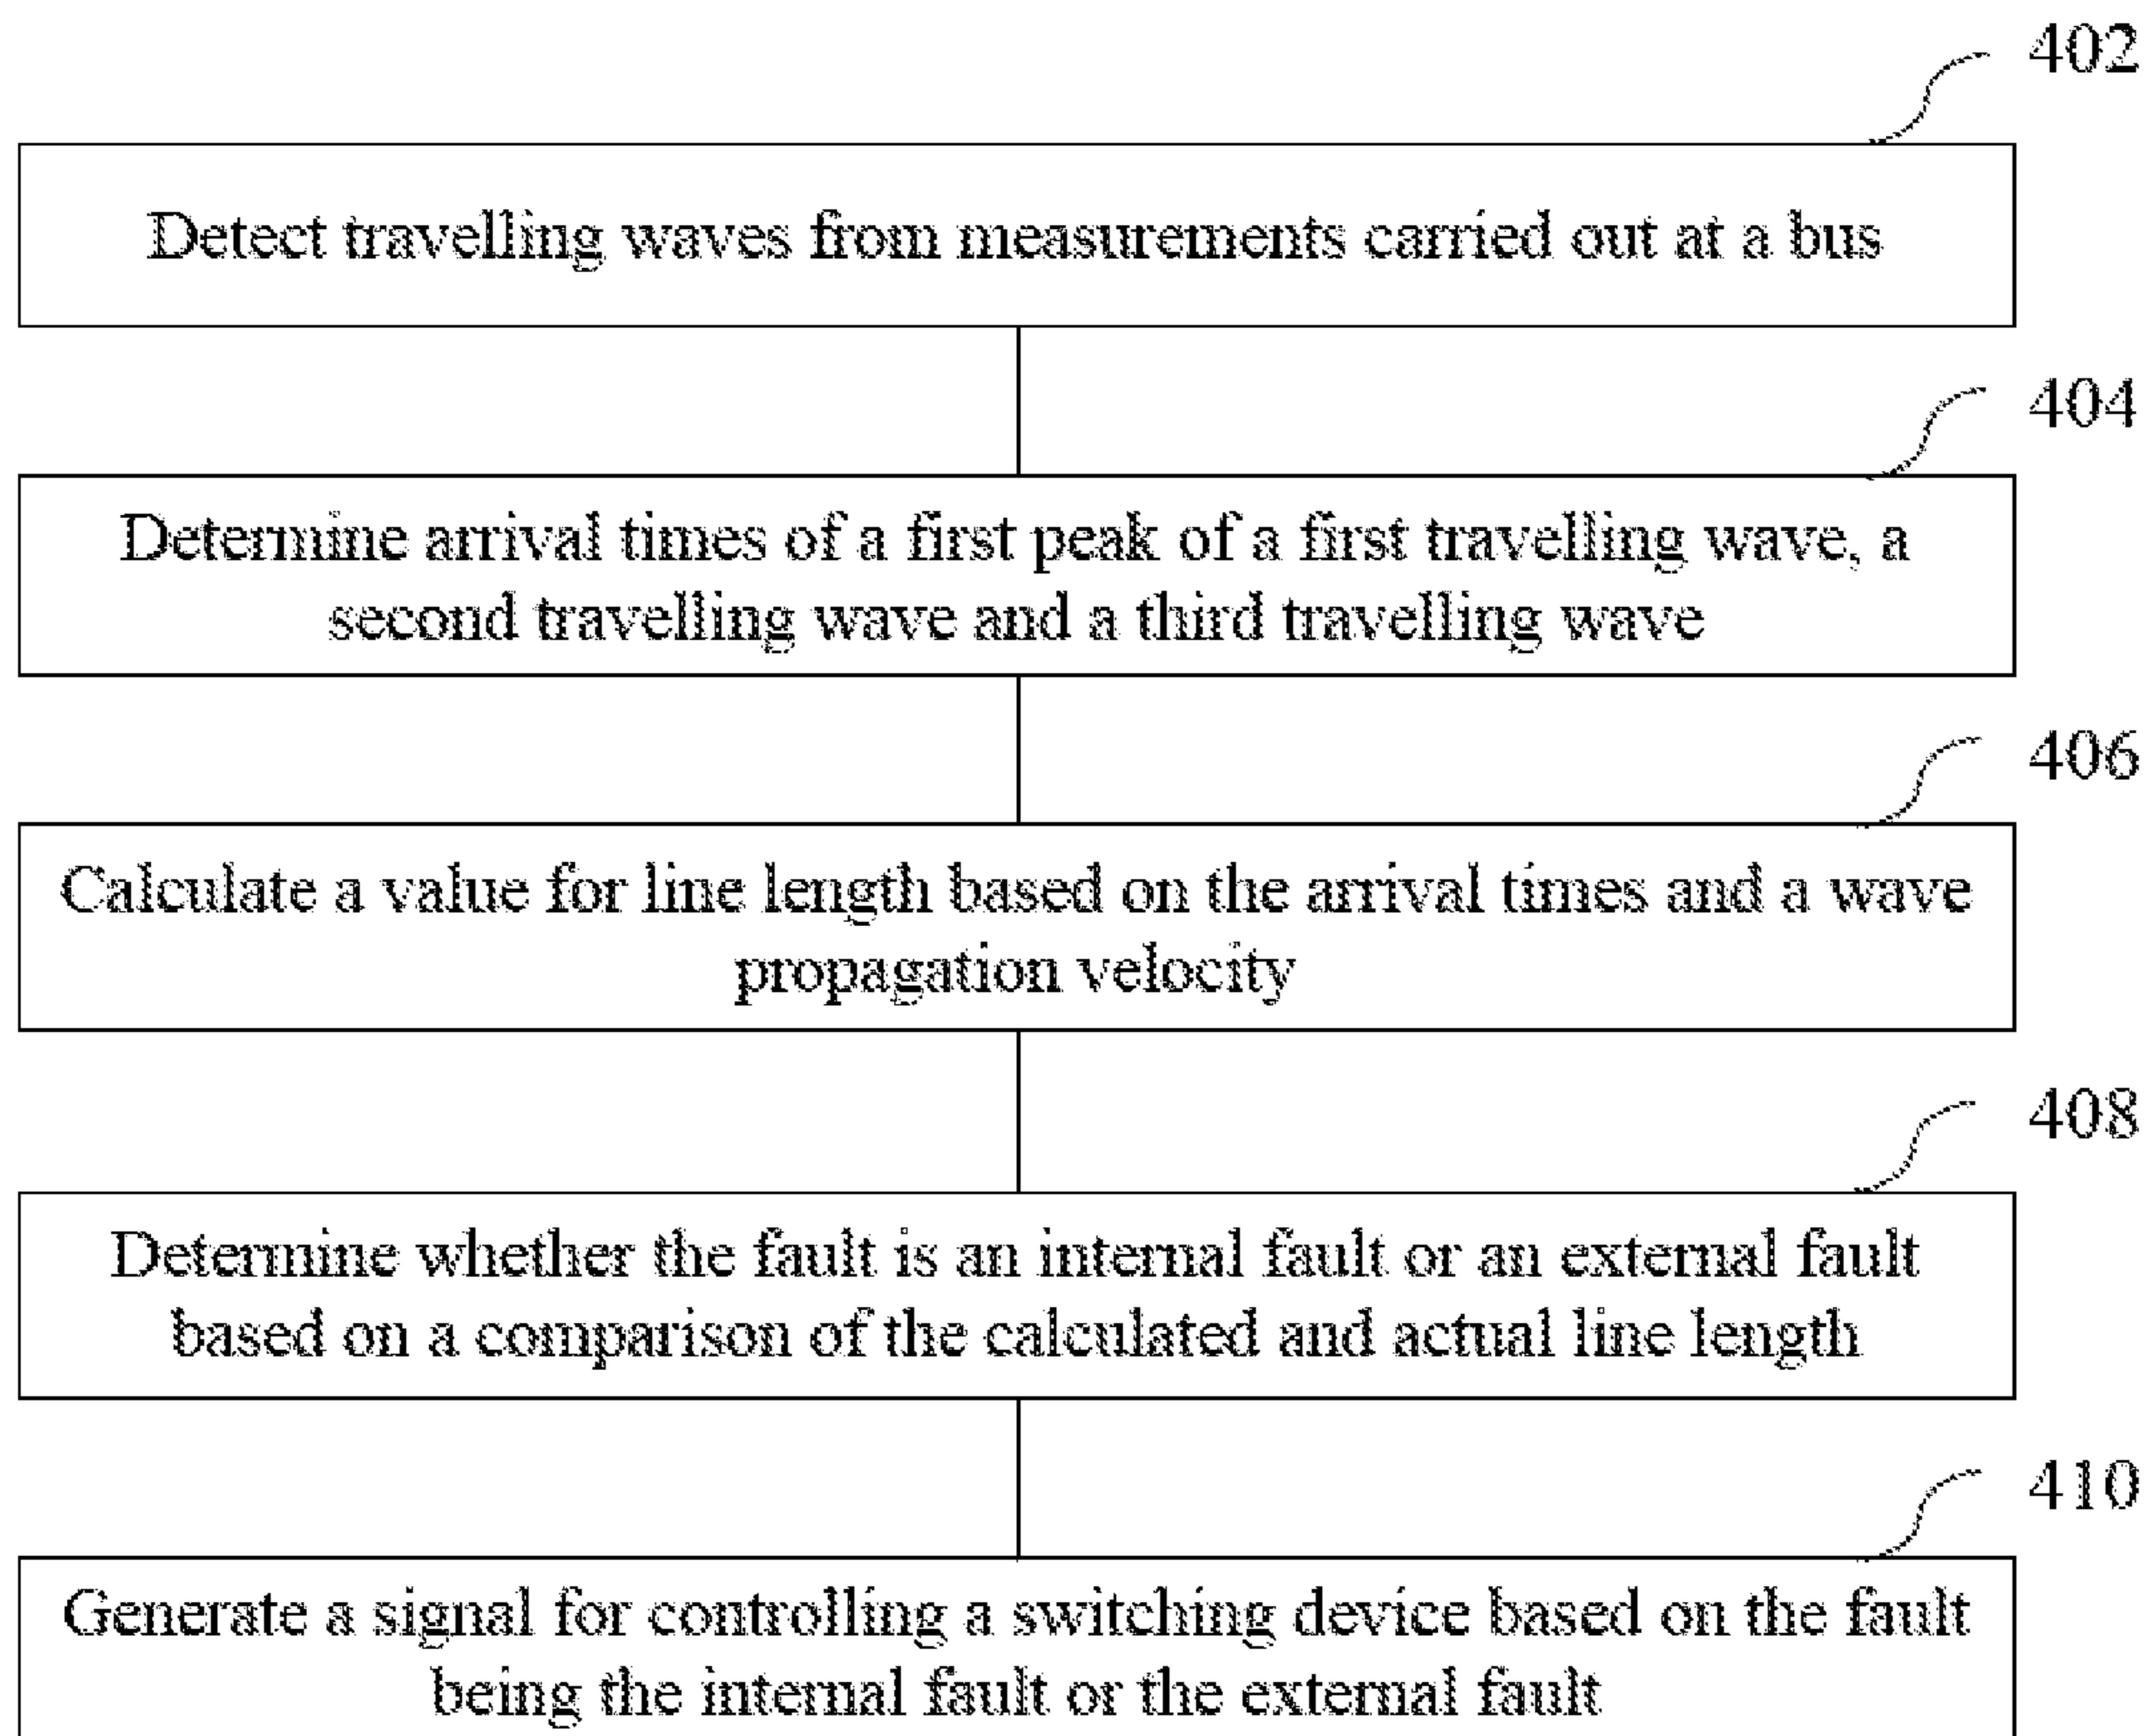 402
Detect travelling waves from measurements carried out at a bus
404
Determine arrival times of a first peak of a first travelling wave, a
second travelling wave and a third travelling wave
406
Calculate a value for line length based on the arrival times and a wave
propagation velocity
408
Determine whether the fault is an internal fault or an external fault
based on a comparison of the calculated and actual line length
410
Generate a signal for controlling a switching device based on the fault
being the internal fault or the external fault